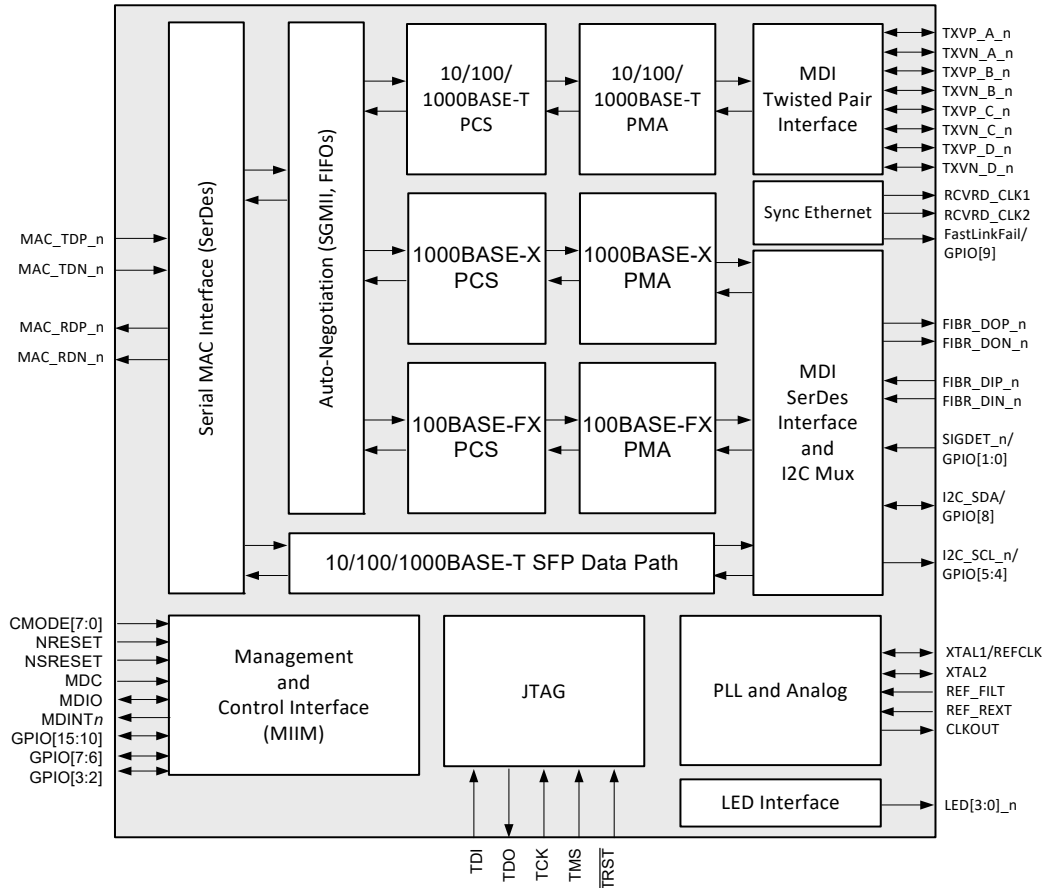 Serial MAC Interface (SerDes)
Auto-Negotiation (SGMII, FIFOs)
10/100/
1000BASE-T
PCS
10/100/
1000BASE-T
PMA
MDI
Twisted Pair
Interface
TXVP_A_n
TXVN_A_n
TXVP_B_n
TXVN_B_n
TXVP_C_n
TXVN_C_n
TXVP_D_n
TXVN_D_n
Sync Ethernet
RCVRD_CLK1
RCVRD_CLK2
FastLinkFail/
GPIO[9]
MAC_TDP_n
MAC_TDN_n
MAC_RDP_n
MAC_RDN_n
1000BASE-X
PCS
1000BASE-X
PMA
100BASE-FX
PCS
100BASE-FX
PMA
MDI
SerDes
Interface
and
I2C Mux
FIBR_DOP_n
FIBR_DON_n
FIBR_DIP_n
FIBR_DIN_n
SIGDET_n/
GPIO[1:0]
I2C_SDA/
GPIO[8]
I2C_SCL_n/
GPIO[5:4]
10/100/1000BASE-T SFP Data Path
CMODE[7:0]
NRESET
NSRESET
MDC
MDIO
MDINTn
GPIO[15:10]
GPIO[7:6]
GPIO[3:2]
Management
and
Control Interface
(MIIM)
JTAG
PLL and Analog
XTAL1/REFCLK
XTAL2
REF_FILT
REF_REXT
CLKOUT
LED Interface
LED[3:0]_n
TDI
TDO
TCK
TMS
TRST